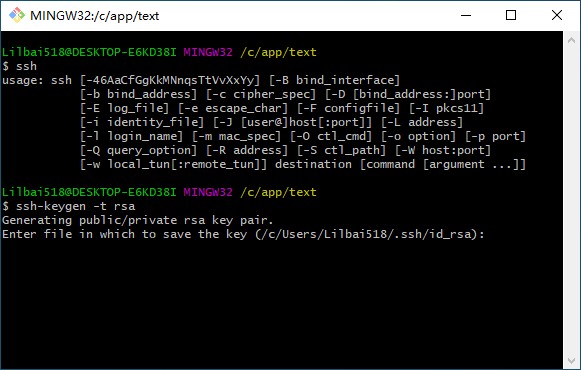 MINGW32:/c/app/text
Lilbai518@DESKTOP-E6KD38I MINGW32 /c/app/text
$ ssh
usage: ssh [-46AaCfGgKkMNnqsTtVvXxYy] [-B bind_interface]
           [-b bind_address] [-c cipher_spec] [-D [bind_address:]port]
           [-E log_file] [-e escape_char] [-F configfile] [-I pkcs11]
           [-i identity_file] [-J [user@]host[:port]] [-L address]
           [-l login_name] [-m mac_spec] [-O ctl_cmd] [-o option] [-p port]
           [-Q query_option] [-R address] [-S ctl_path] [-W host:port]
           [-w local_tun[:remote_tun]] destination [command [argument ...]]
Lilbai518@DESKTOP-E6KD38I MINGW32 /c/app/text
$ ssh-keygen -t rsa
Generating public/private rsa key pair.
Enter file in which to save the key (/c/Users/Lilbai518/.ssh/id_rsa):